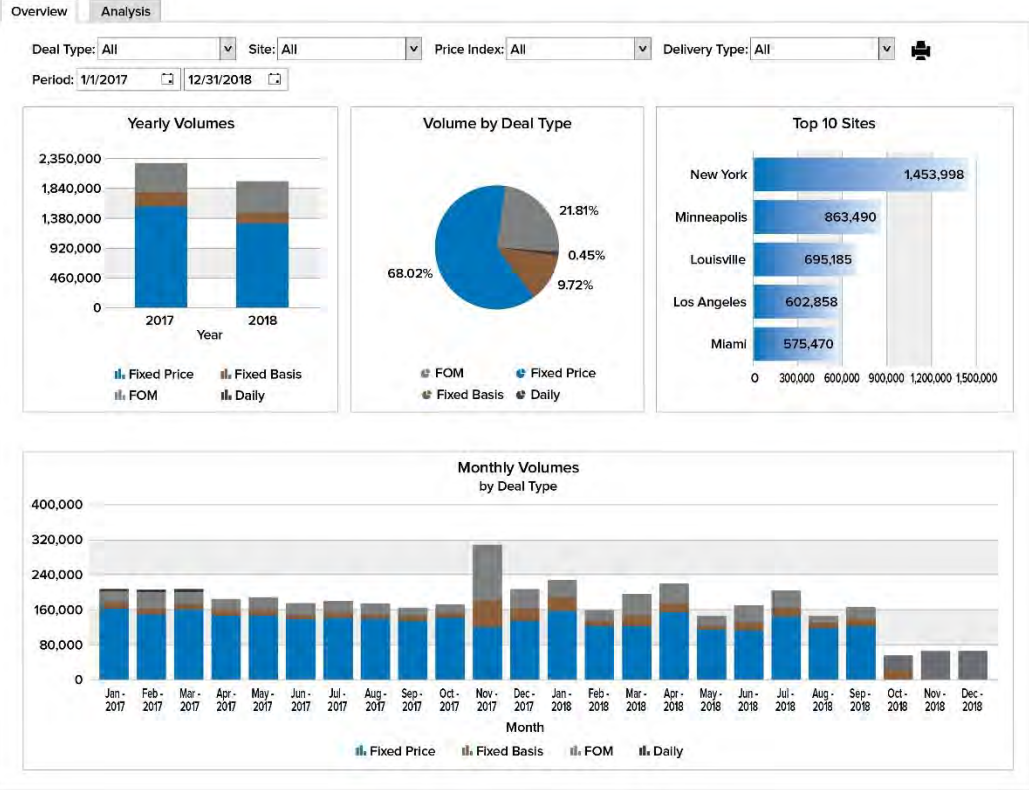 Overview Analysis
Deal Type: All Site: All Price Index: All Delivery Type: All
Period: 1/1/2017 12/31/2018
Yearly Volumes
2,350,000
1,840,000
1,380,000
920,000
460,000
0
2017 2018
Year
Fixed Price Fixed Basis
FOM Daily
Volume by Deal Type
21.81%
0.45%
68.02%
9.72%
FOM Fixed Price
Fixed Basis Daily
Top 10 Sites
New York 1,453,998
Minneapolis 863,490
Louisville 695,185
Los Angeles 602,858
Miami 575,470
0 300,000 600,000 900,000 1,200,000 1,500,000
Monthly Volumes
by Deal Type
400,000
320,000
240,000
160,000
80,000
0
Jan - Feb - Mar - Apr - May - Jun - Jul - Aug - Sep - Oct - Nov - Dec - Jan - Feb - Mar - Apr - May - Jun - Jul - Aug - Sep - Oct - Nov - Dec -
2017 2017 2017 2017 2017 2017 2017 2017 2017 2017 2017 2017 2018 2018 2018 2018 2018 2018 2018 2018 2018 2018 2018 2018
Month
Fixed Price Fixed Basis FOM Daily